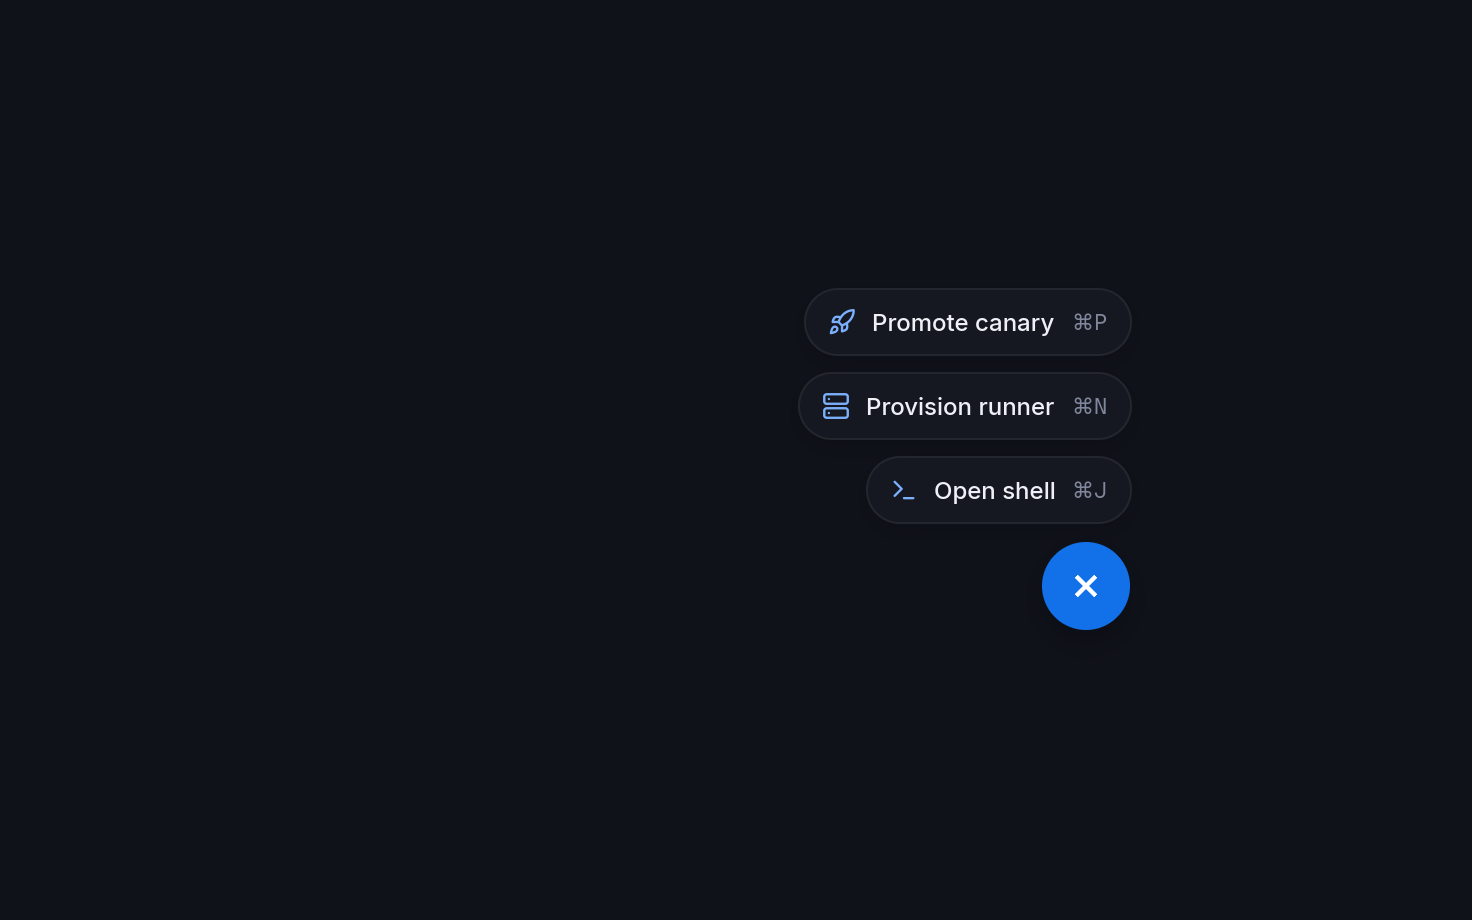 Promote canary ⌘P
Provision runner ⌘N
Open shell ⌘J